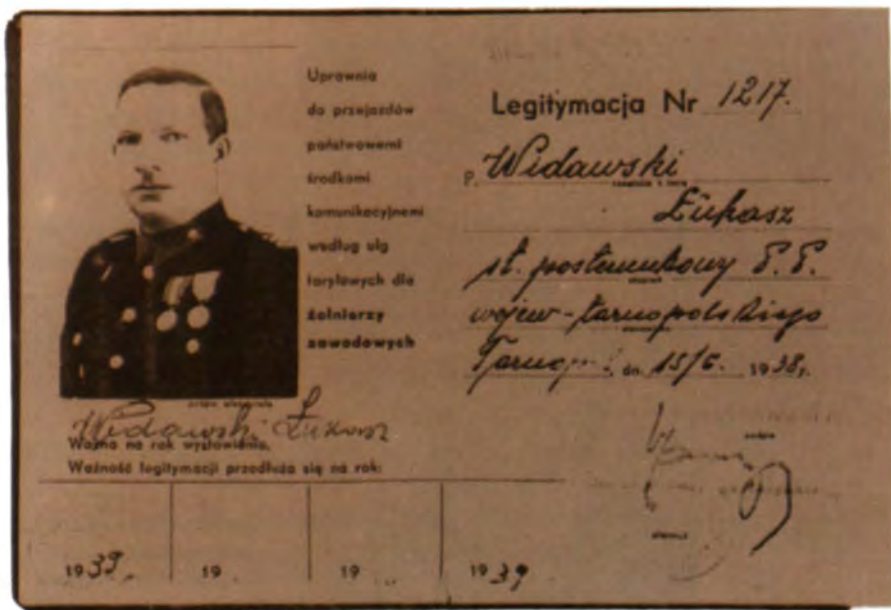 Uprawnia
do przejazdów
państwowemi
środkami
komunikacyjnemi
według ulg
taryfowych dla
żołnierzy
zawodowych
Widawski Łukasz
Ważna na rok wystawienia.
Ważność legitymacji przedłuża się na rok:
1939.
19
19
1939
Legitymacja Nr 1217.
P. Widawski
Łukasz
st. posterunkowy P.P.
wojew-tarnopolskiego
dn. 15/6. 1938 r.